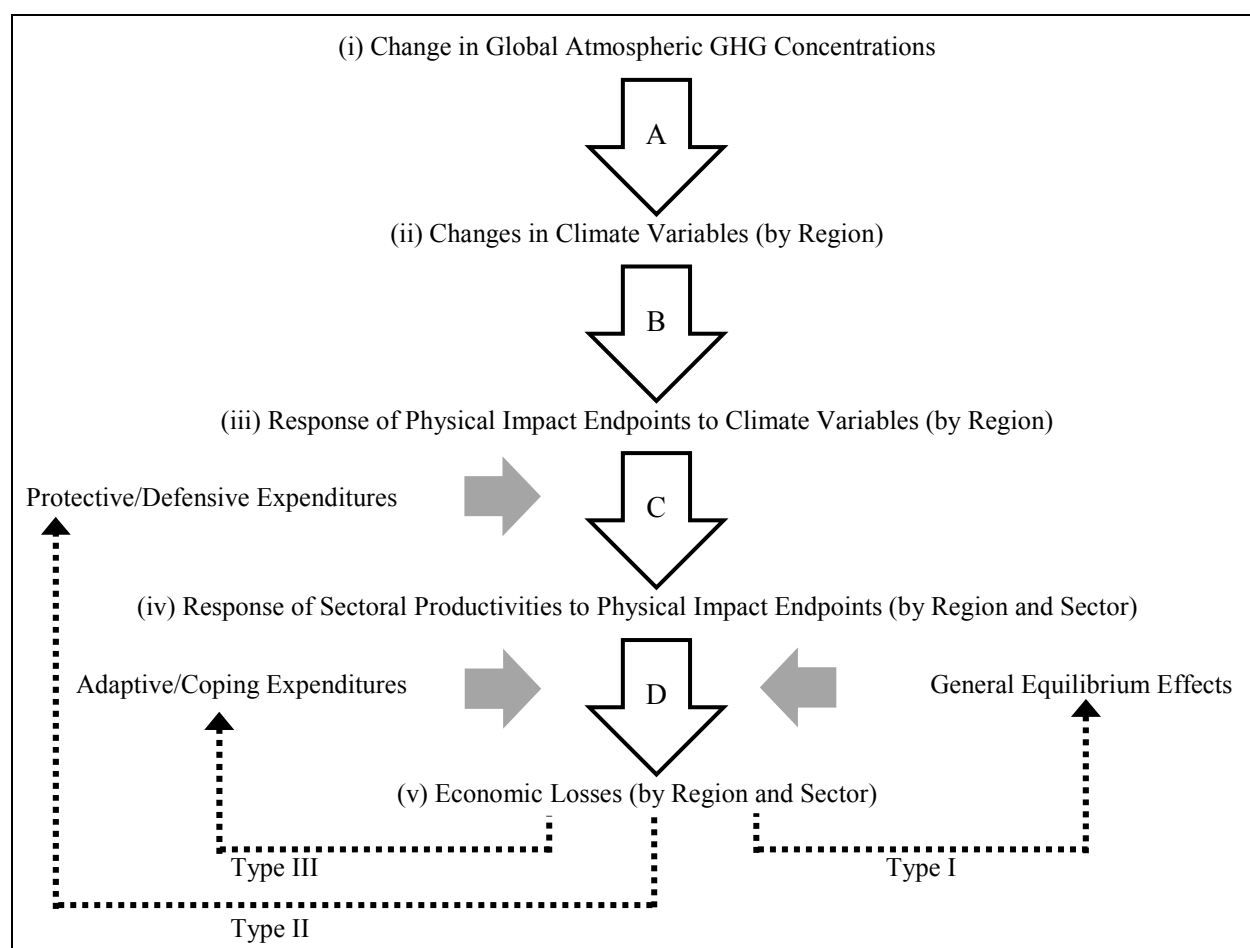 (i) Change in Global Atmospheric GHG Concentrations
A
(ii) Changes in Climate Variables (by Region)
B
(iii) Response of Physical Impact Endpoints to Climate Variables (by Region)
Protective/Defensive Expenditures
C
(iv) Response of Sectoral Productivities to Physical Impact Endpoints (by Region and Sector)
Adaptive/Coping Expenditures
D
General Equilibrium Effects
(v) Economic Losses (by Region and Sector)
Type III
Type I
Type II